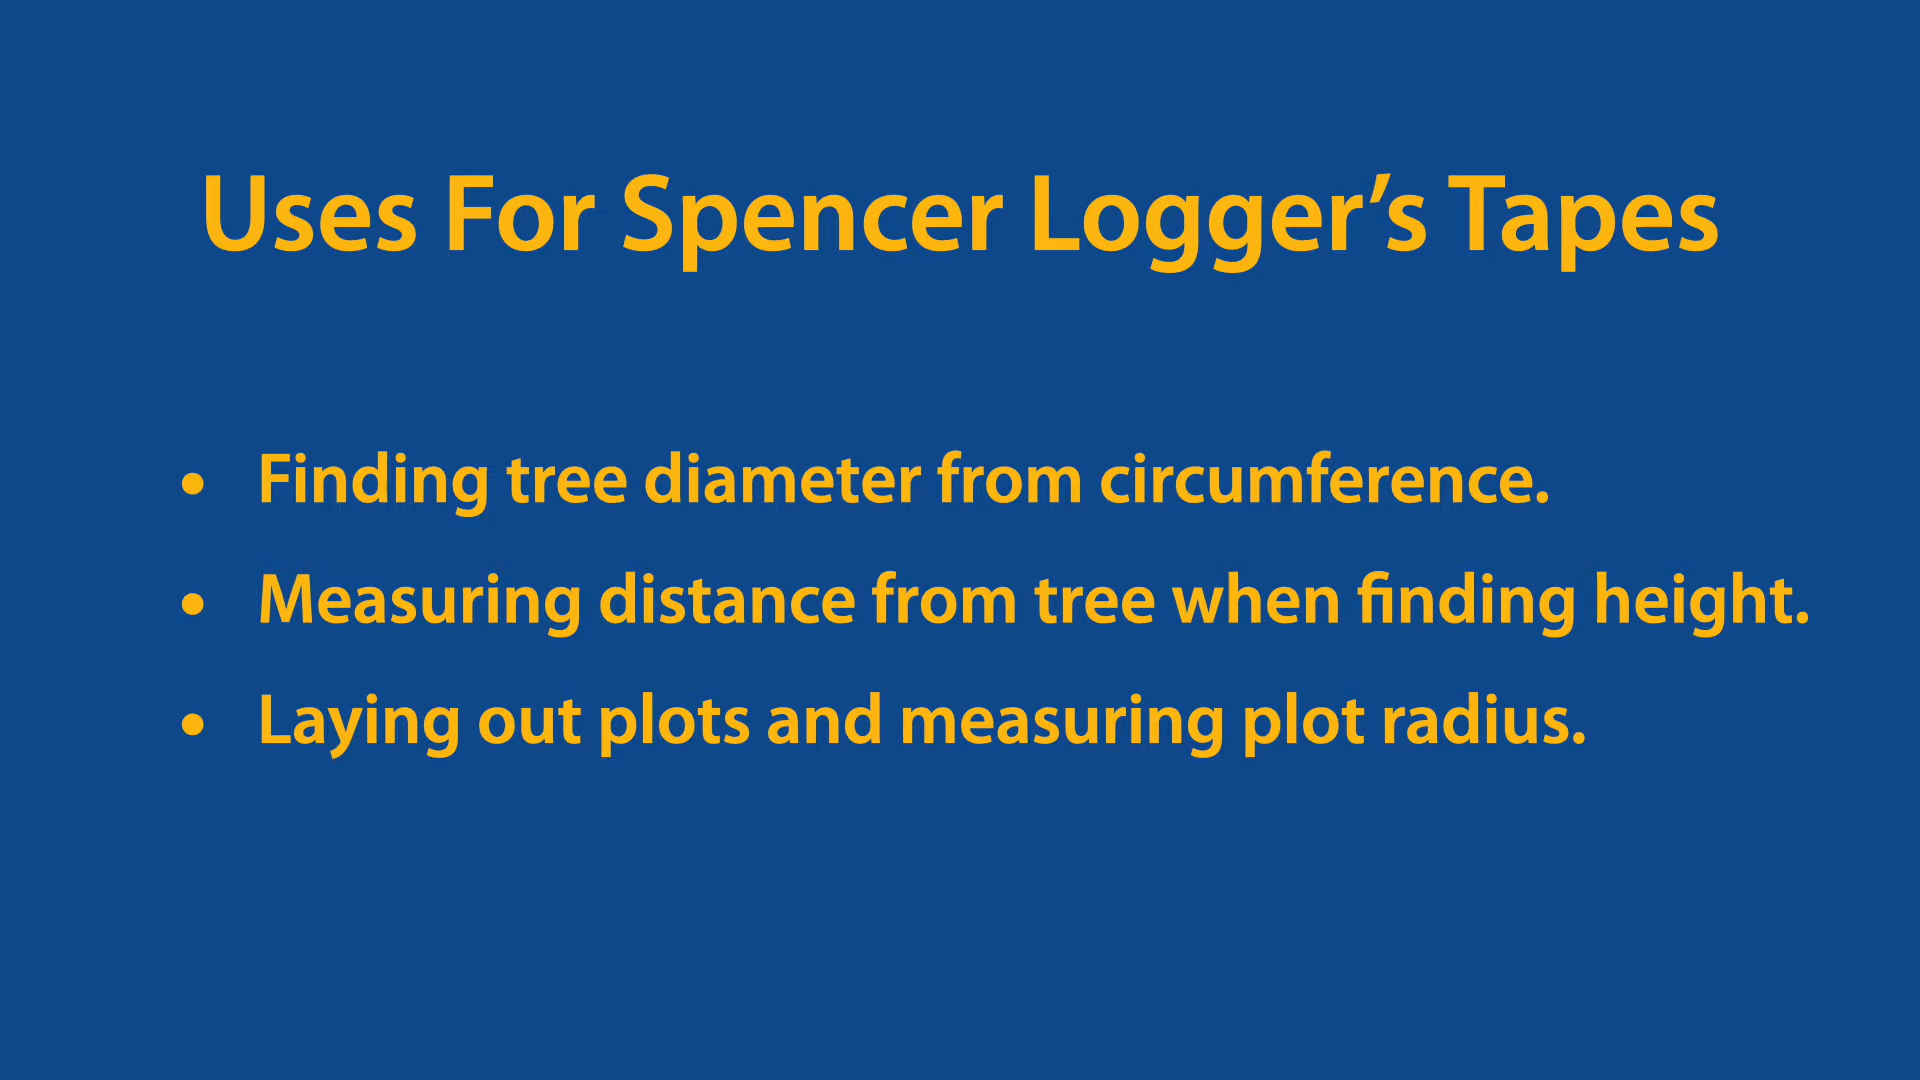 Uses For Spencer Logger’s Tapes
• Finding tree diameter from circumference.
• Measuring distance from tree when finding height.
• Laying out plots and measuring plot radius.